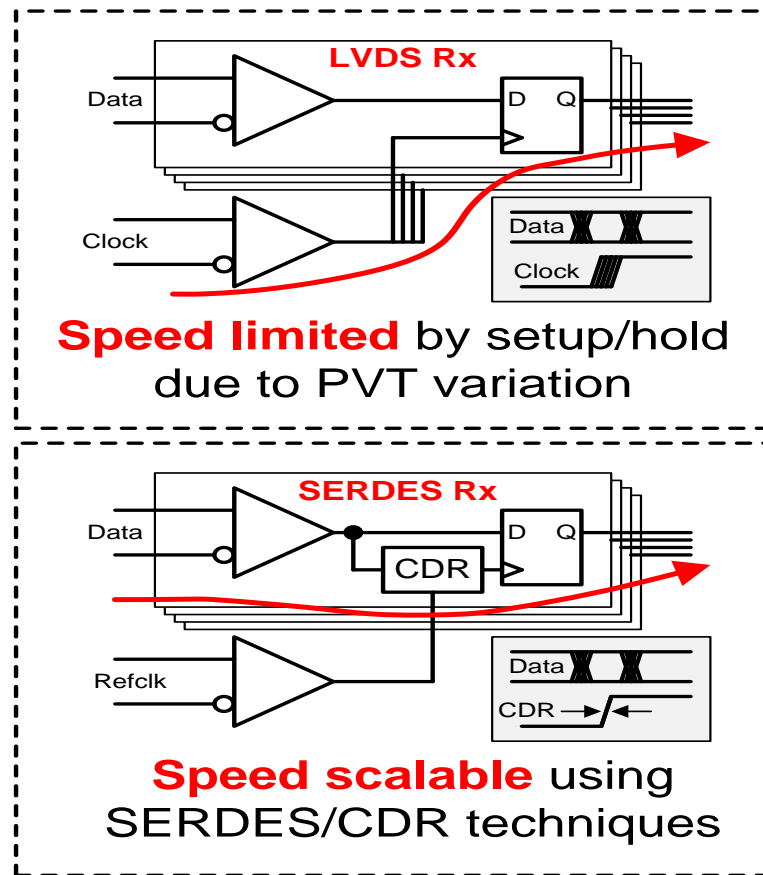 LVDS Rx
Data
D Q
Clock
Data
Clock
Speed limited by setup/hold
due to PVT variation
SERDES Rx
Data
D Q
CDR
Refclk
Data
CDR
Speed scalable using
SERDES/CDR techniques